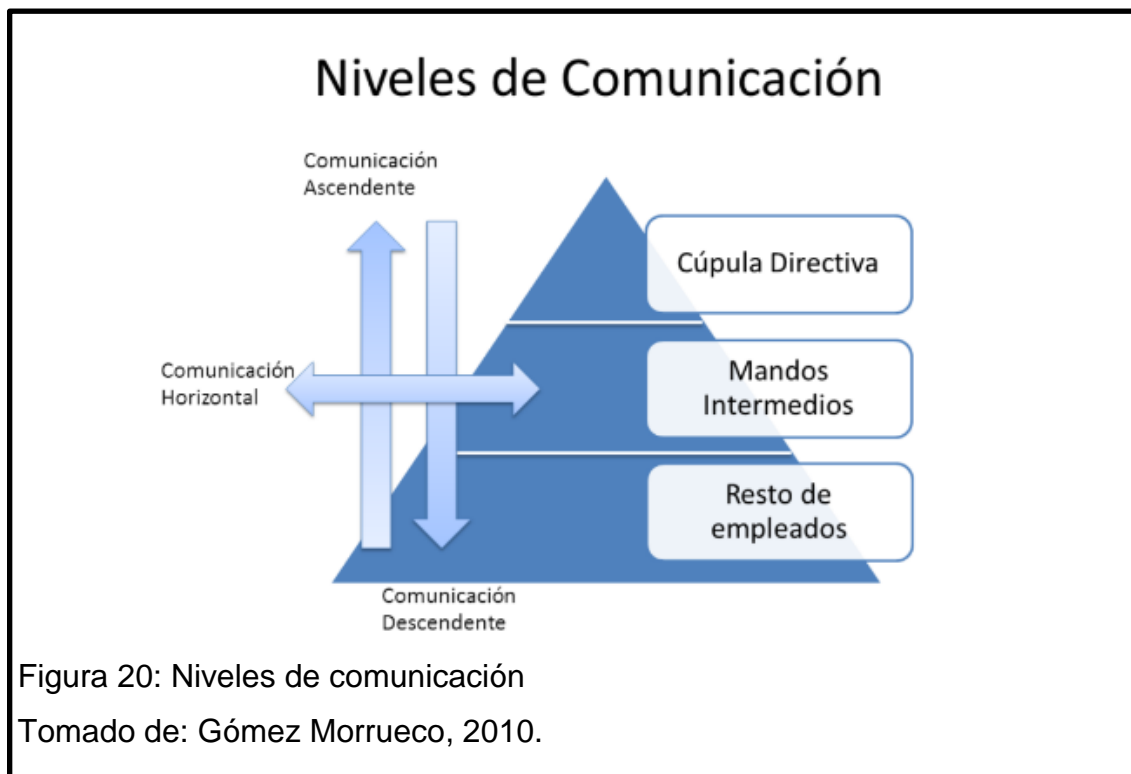 Niveles de Comunicación
Comunicación
Ascendente
Cúpula Directiva
Comunicación
Horizontal
Mandos
Intermedios
Resto de
empleados
Comunicación
Descendente
Figura 20: Niveles de comunicación
Tomado de: Gómez Morrueco, 2010.